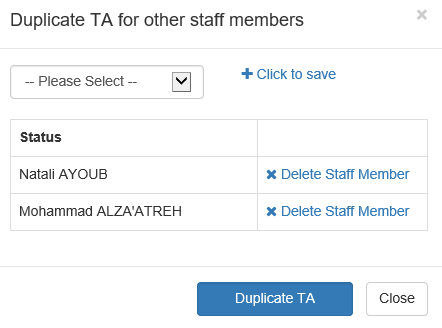 Duplicate TA for other staff members
×
-- Please Select --
+ Click to save
Status
Natali AYOUB
× Delete Staff Member
Mohammad ALZA'ATREH
× Delete Staff Member
Duplicate TA
Close